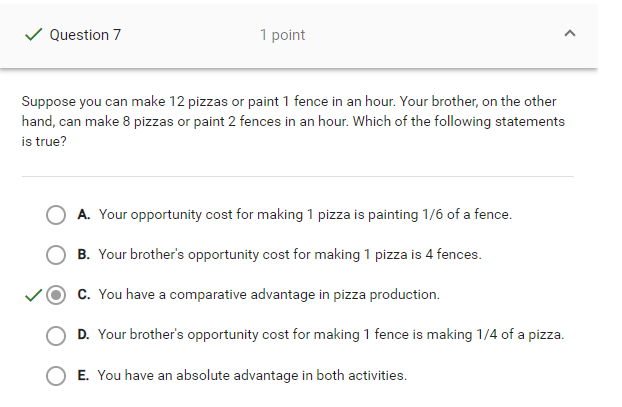 Question 7 1 point
Suppose you can make 12 pizzas or paint 1 fence in an hour. Your brother, on the other
hand, can make 8 pizzas or paint 2 fences in an hour. Which of the following statements
is true?
A. Your opportunity cost for making 1 pizza is painting 1/6 of a fence.
B. Your brother's opportunity cost for making 1 pizza is 4 fences.
C. You have a comparative advantage in pizza production.
D. Your brother's opportunity cost for making 1 fence is making 1/4 of a pizza.
E. You have an absolute advantage in both activities.